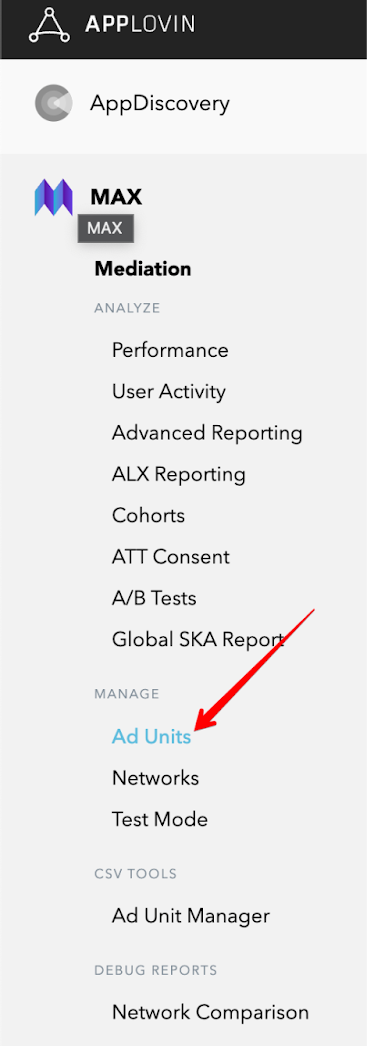 APPLOVIN
AppDiscovery
MAX
MAX
Mediation
ANALYZE
Performance
User Activity
Advanced Reporting
ALX Reporting
Cohorts
ATT Consent
A/B Tests
Global SKA Report
MANAGE
Ad Units
Networks
Test Mode
CSV TOOLS
Ad Unit Manager
DEBUG REPORTS
Network Comparison